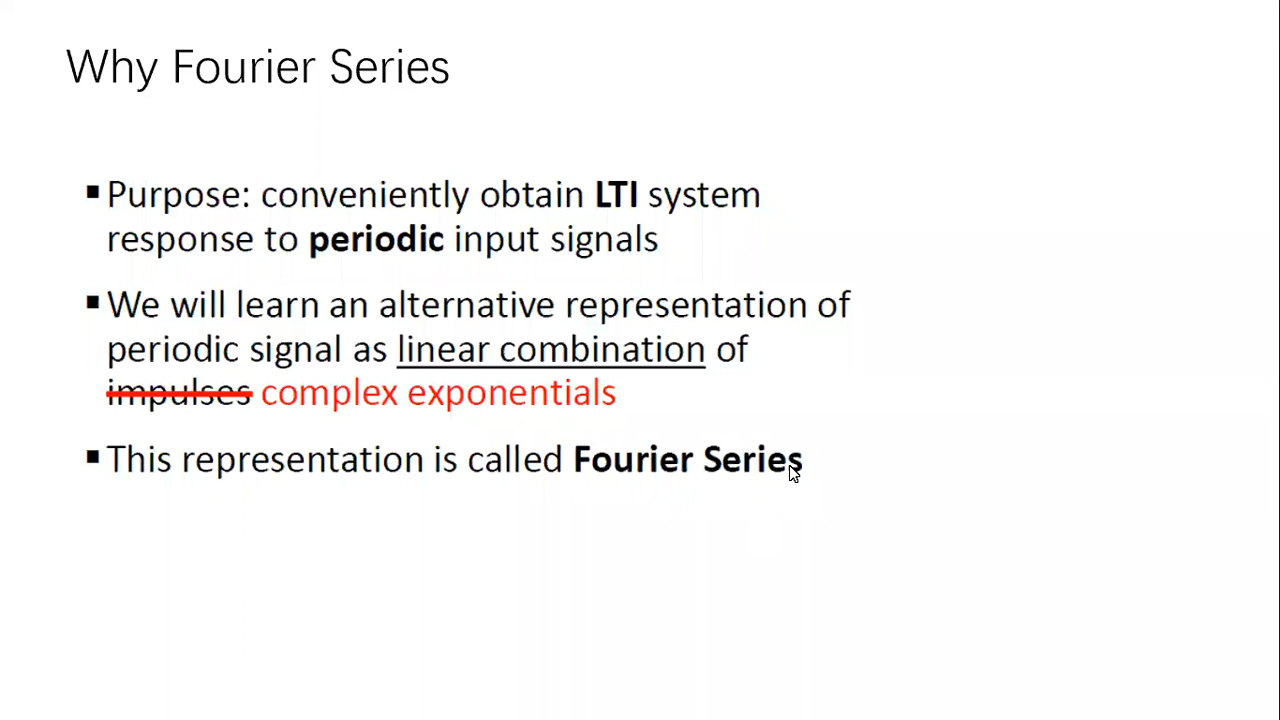 Why Fourier Series
▪Purpose: conveniently obtain LTI system
response to periodic input signals
▪We will learn an alternative representation of
periodic signal as linear combination of
impulses complex exponentials
▪This representation is called Fourier Series